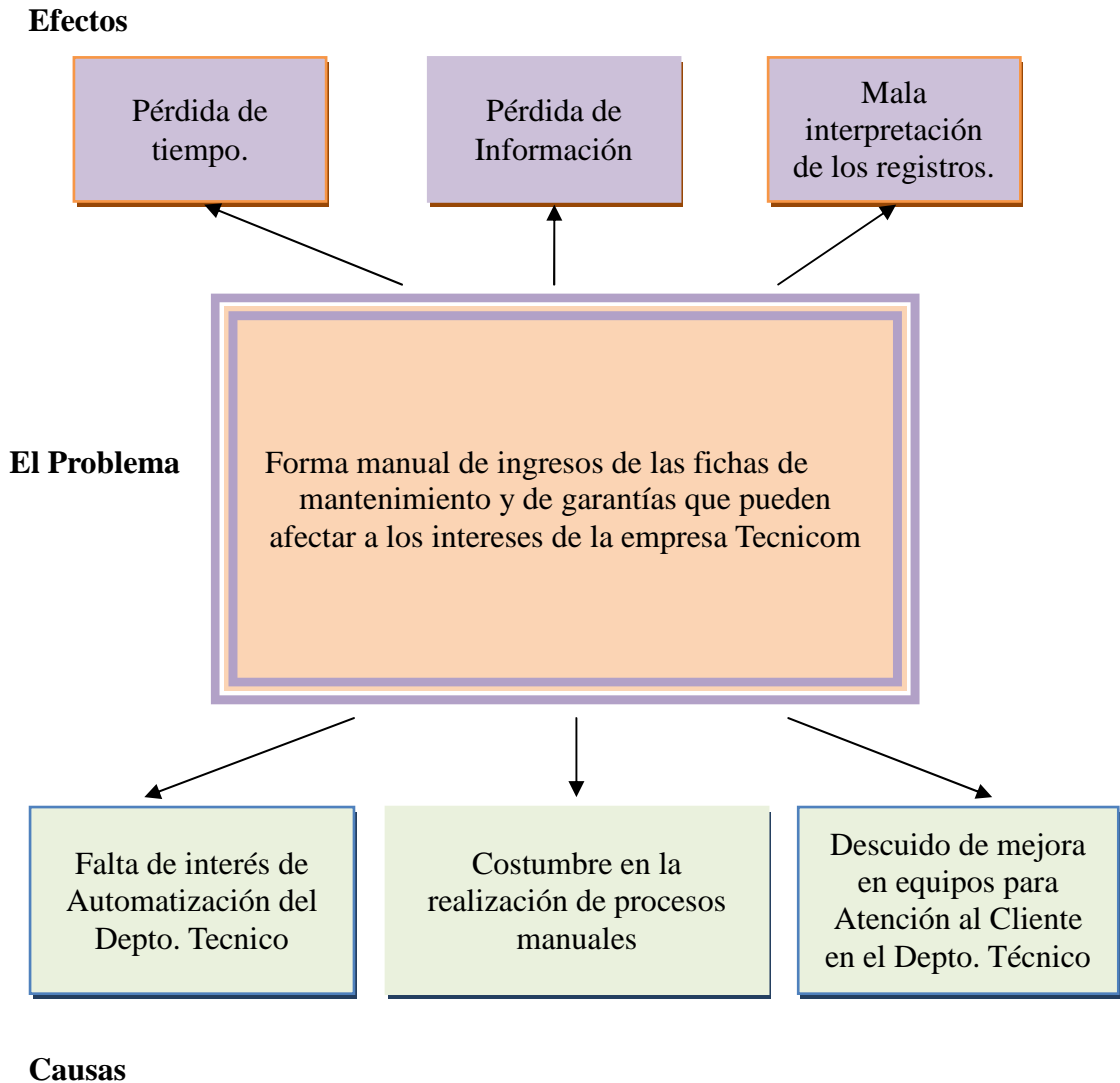 Efectos
Pérdida de
tiempo.
Pérdida de
Información
Mala
interpretación
de los registros.
El Problema
Forma manual de ingresos de las fichas de
mantenimiento y de garantías que pueden
afectar a los intereses de la empresa Tecnicom
Falta de interés de
Automatización del
Depto. Tecnico
Costumbre en la
realización de procesos
manuales
Descuido de mejora
en equipos para
Atención al Cliente
en el Depto. Técnico
Causas